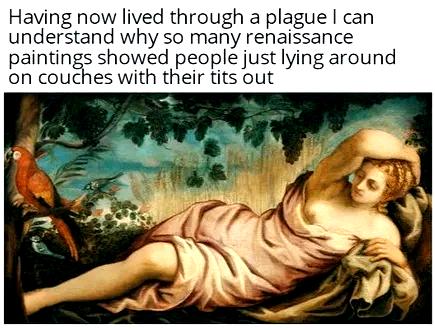 Having now lived through a plague I can
understand why so many renaissance
paintings showed people just lying around
on couches with their tits out